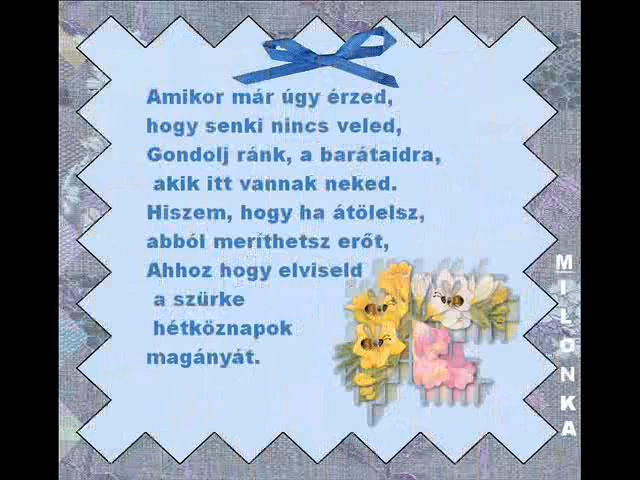 Amikor már úgy érzed,
hogy senki nincs veled,
Gondolj ránk, a barátaidra,
akik itt vannak neked.
Hiszem, hogy ha átölelsz,
abból meríthetsz erőt,
Ahhoz hogy elviseld
a szürke
hétköznapok
magányát.
MILONKA